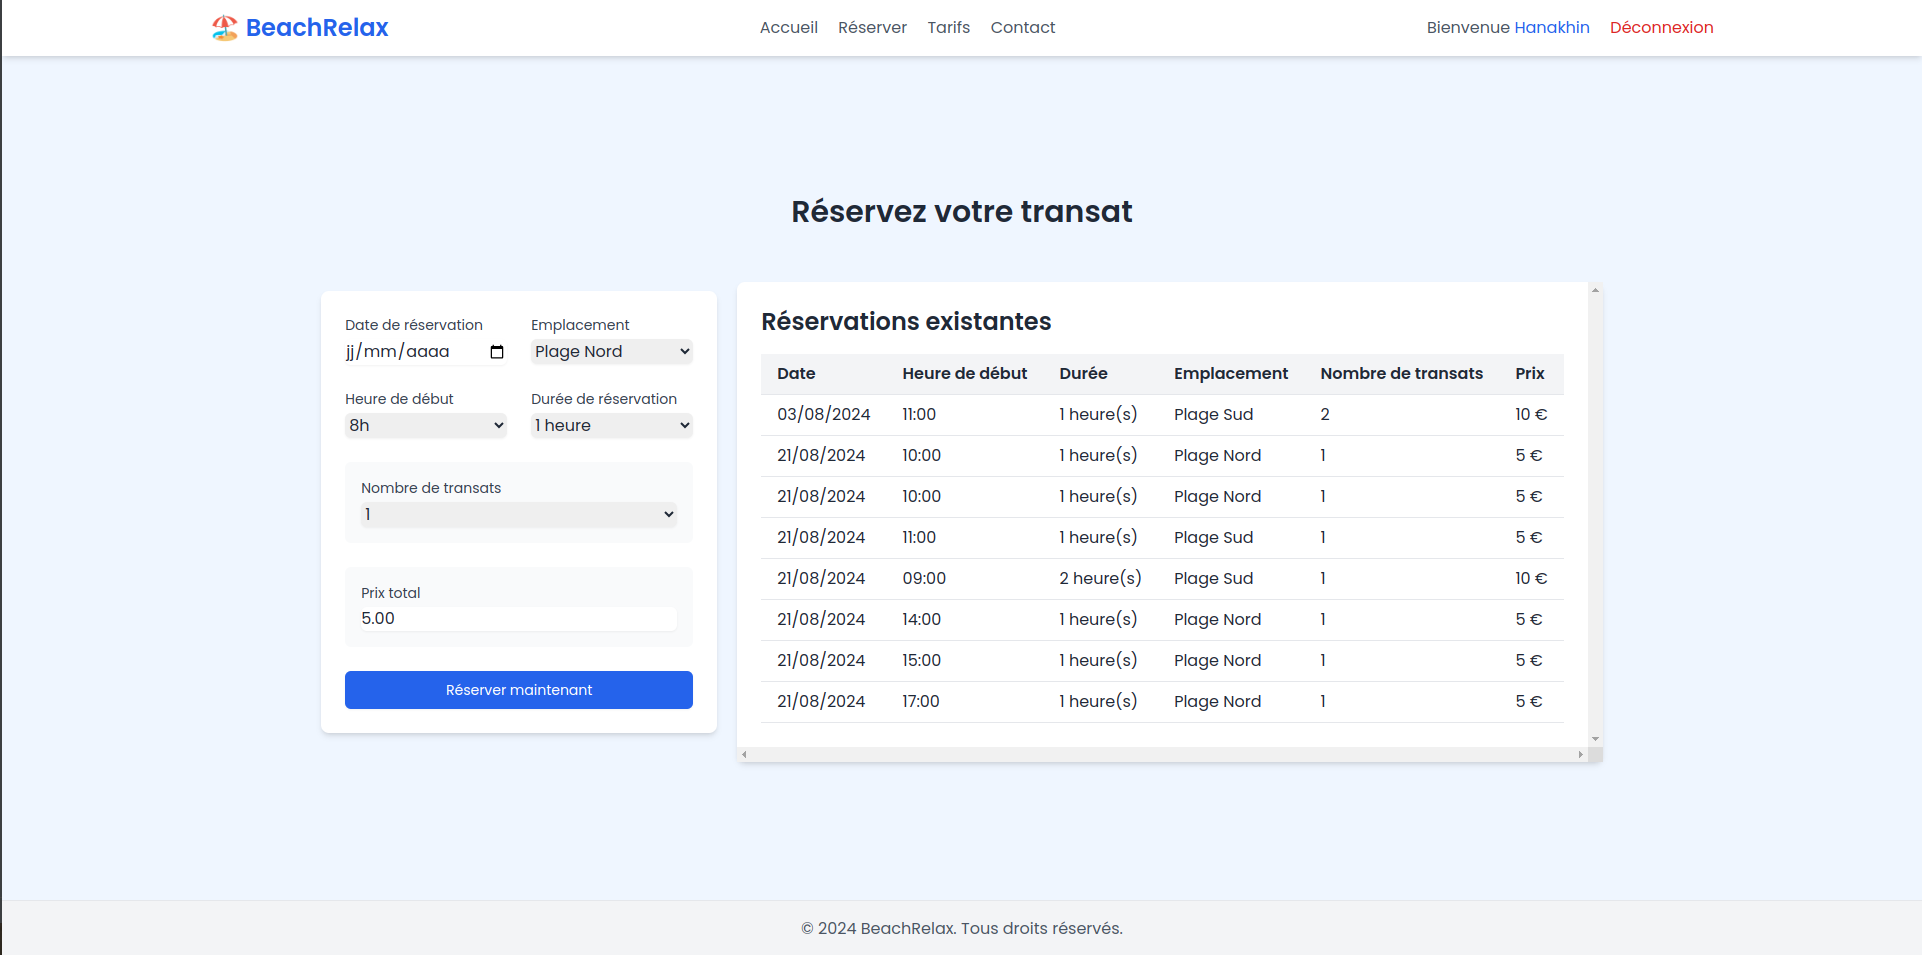 BeachRelax
Accueil Réserver Tarifs Contact
Bienvenue Hanakhin Déconnexion
Réservez votre transat
Date de réservation Emplacement
jj/mm/aaaa Plage Nord
Heure de début Durée de réservation
8h 1 heure
Nombre de transats
1
Prix total
5.00
Réserver maintenant
Réservations existantes
Date Heure de début Durée Emplacement Nombre de transats Prix
03/08/2024 11:00 1 heure(s) Plage Sud 2 10 €
21/08/2024 10:00 1 heure(s) Plage Nord 1 5 €
21/08/2024 10:00 1 heure(s) Plage Nord 1 5 €
21/08/2024 11:00 1 heure(s) Plage Sud 1 5 €
21/08/2024 09:00 2 heure(s) Plage Sud 1 10 €
21/08/2024 14:00 1 heure(s) Plage Nord 1 5 €
21/08/2024 15:00 1 heure(s) Plage Nord 1 5 €
21/08/2024 17:00 1 heure(s) Plage Nord 1 5 €
© 2024 BeachRelax. Tous droits réservés.